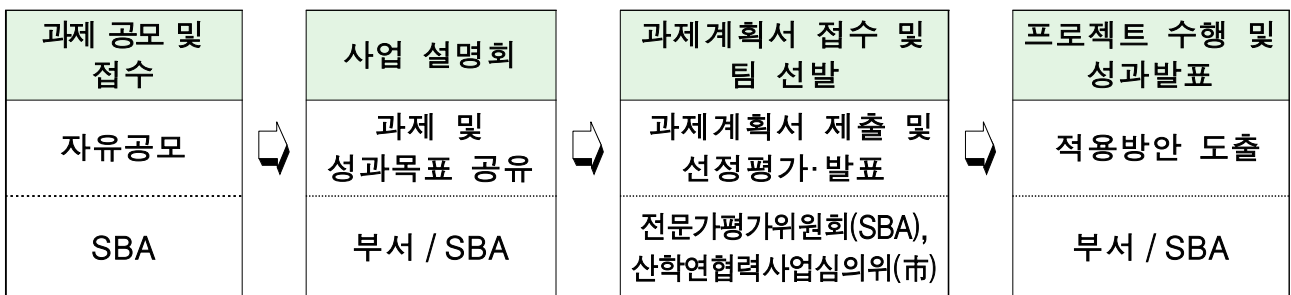 과제 공모 및
접수
자유공모
SBA
사업 설명회
과제 및
성과목표 공유
부서 / SBA
과제계획서 접수 및
팀 선발
과제계획서 제출 및
선정평가·발표
전문가평가위원회(SBA),
산학연협력사업심의위(市)
프로젝트 수행 및
성과발표
적용방안 도출
부서 / SBA